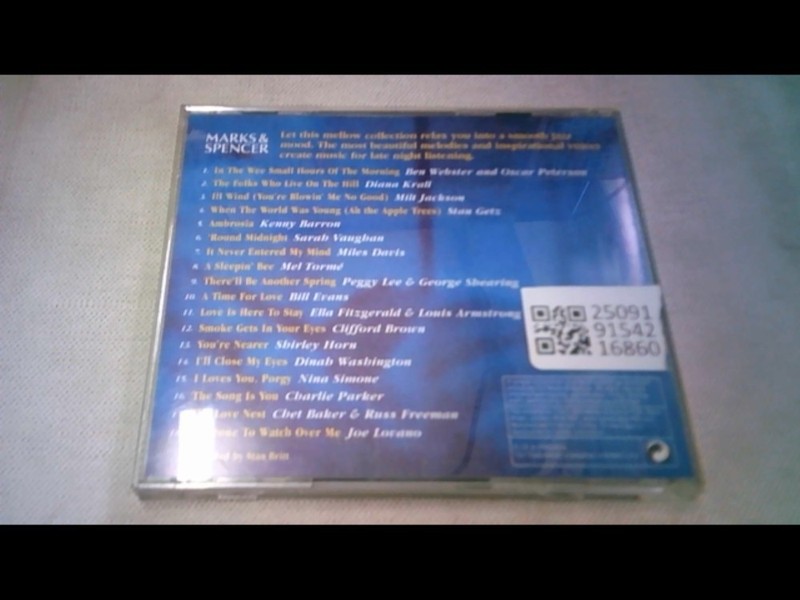 MARKS &
SPENCER
Let this mellow collection relax you into a smooth jazz
mood. The most beautiful melodies and inspirational voices
create music for late night listening.
1. In The Wee Small Hours Of The Morning Ben Webster and Oscar Peterson
2. The Folks Who Live On The Hill Diana Krall
3. Ill Wind (You're Blowin' Me No Good) Milt Jackson
4. When The World Was Young (Ah the Apple Trees) Stan Getz
5. Ambrosia Kenny Barron
6. 'Round Midnight Sarah Vaughan
7. It Never Entered My Mind Miles Davis
8. A Sleepin' Bee Mel Tormé
9. There'll Be Another Spring Peggy Lee & George Shearing
10. A Time For Love Bill Evans
11. Love is Here To Stay Ella Fitzgerald & Louis Armstrong
12. Smoke Gets In Your Eyes Clifford Brown
13. You're Nearer Shirley Horn
14. I'll Close My Eyes Dinah Washington
15. I Loves You, Porgy Nina Simone
16. The Song Is You Charlie Parker
Love Nest Chet Baker & Russ Freeman
To Watch Over Me Joe Lovano
by Stan Britt
25091
91542
16860